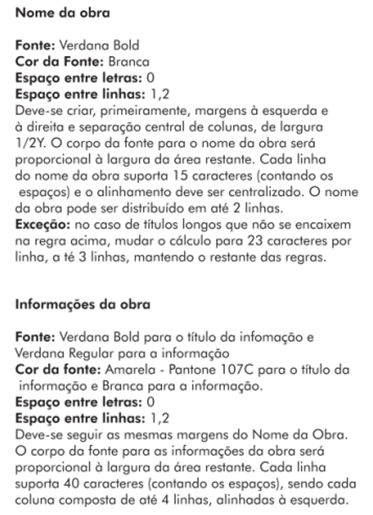 Nome da obra
Fonte: Verdana Bold
Cor da Fonte: Branca
Espaço entre letras: 0
Espaço entre linhas: 1,2
Deve-se criar, primeiramente, margens à esquerda e
à direita e separação central de colunas, de largura
1/2Y. O corpo da fonte para o nome da obra será
proporcional à largura da área restante. Cada linha
do nome da obra suporta 15 caracteres (contando os
espaços) e o alinhamento deve ser centralizado. O nome
da obra pode ser distribuído em até 2 linhas.
Exceção: no caso de títulos longos que não se encaixem
na regra acima, mudar o cálculo para 23 caracteres por
linha, a té 3 linhas, mantendo o restante das regras.
Informações da obra
Fonte: Verdana Bold para o título da infomação e
Verdana Regular para a informação
Cor da fonte: Amarela - Pantone 107C para o título da
informação e Branca para a informação.
Espaço entre letras: 0
Espaço entre linhas: 1,2
Deve-se seguir as mesmas margens do Nome da Obra.
O corpo da fonte para as informações da obra será
proporcional à largura da área restante. Cada linha
suporta 40 caracteres (contando os espaços), sendo cada
coluna composta de até 4 linhas, alinhadas à esquerda.